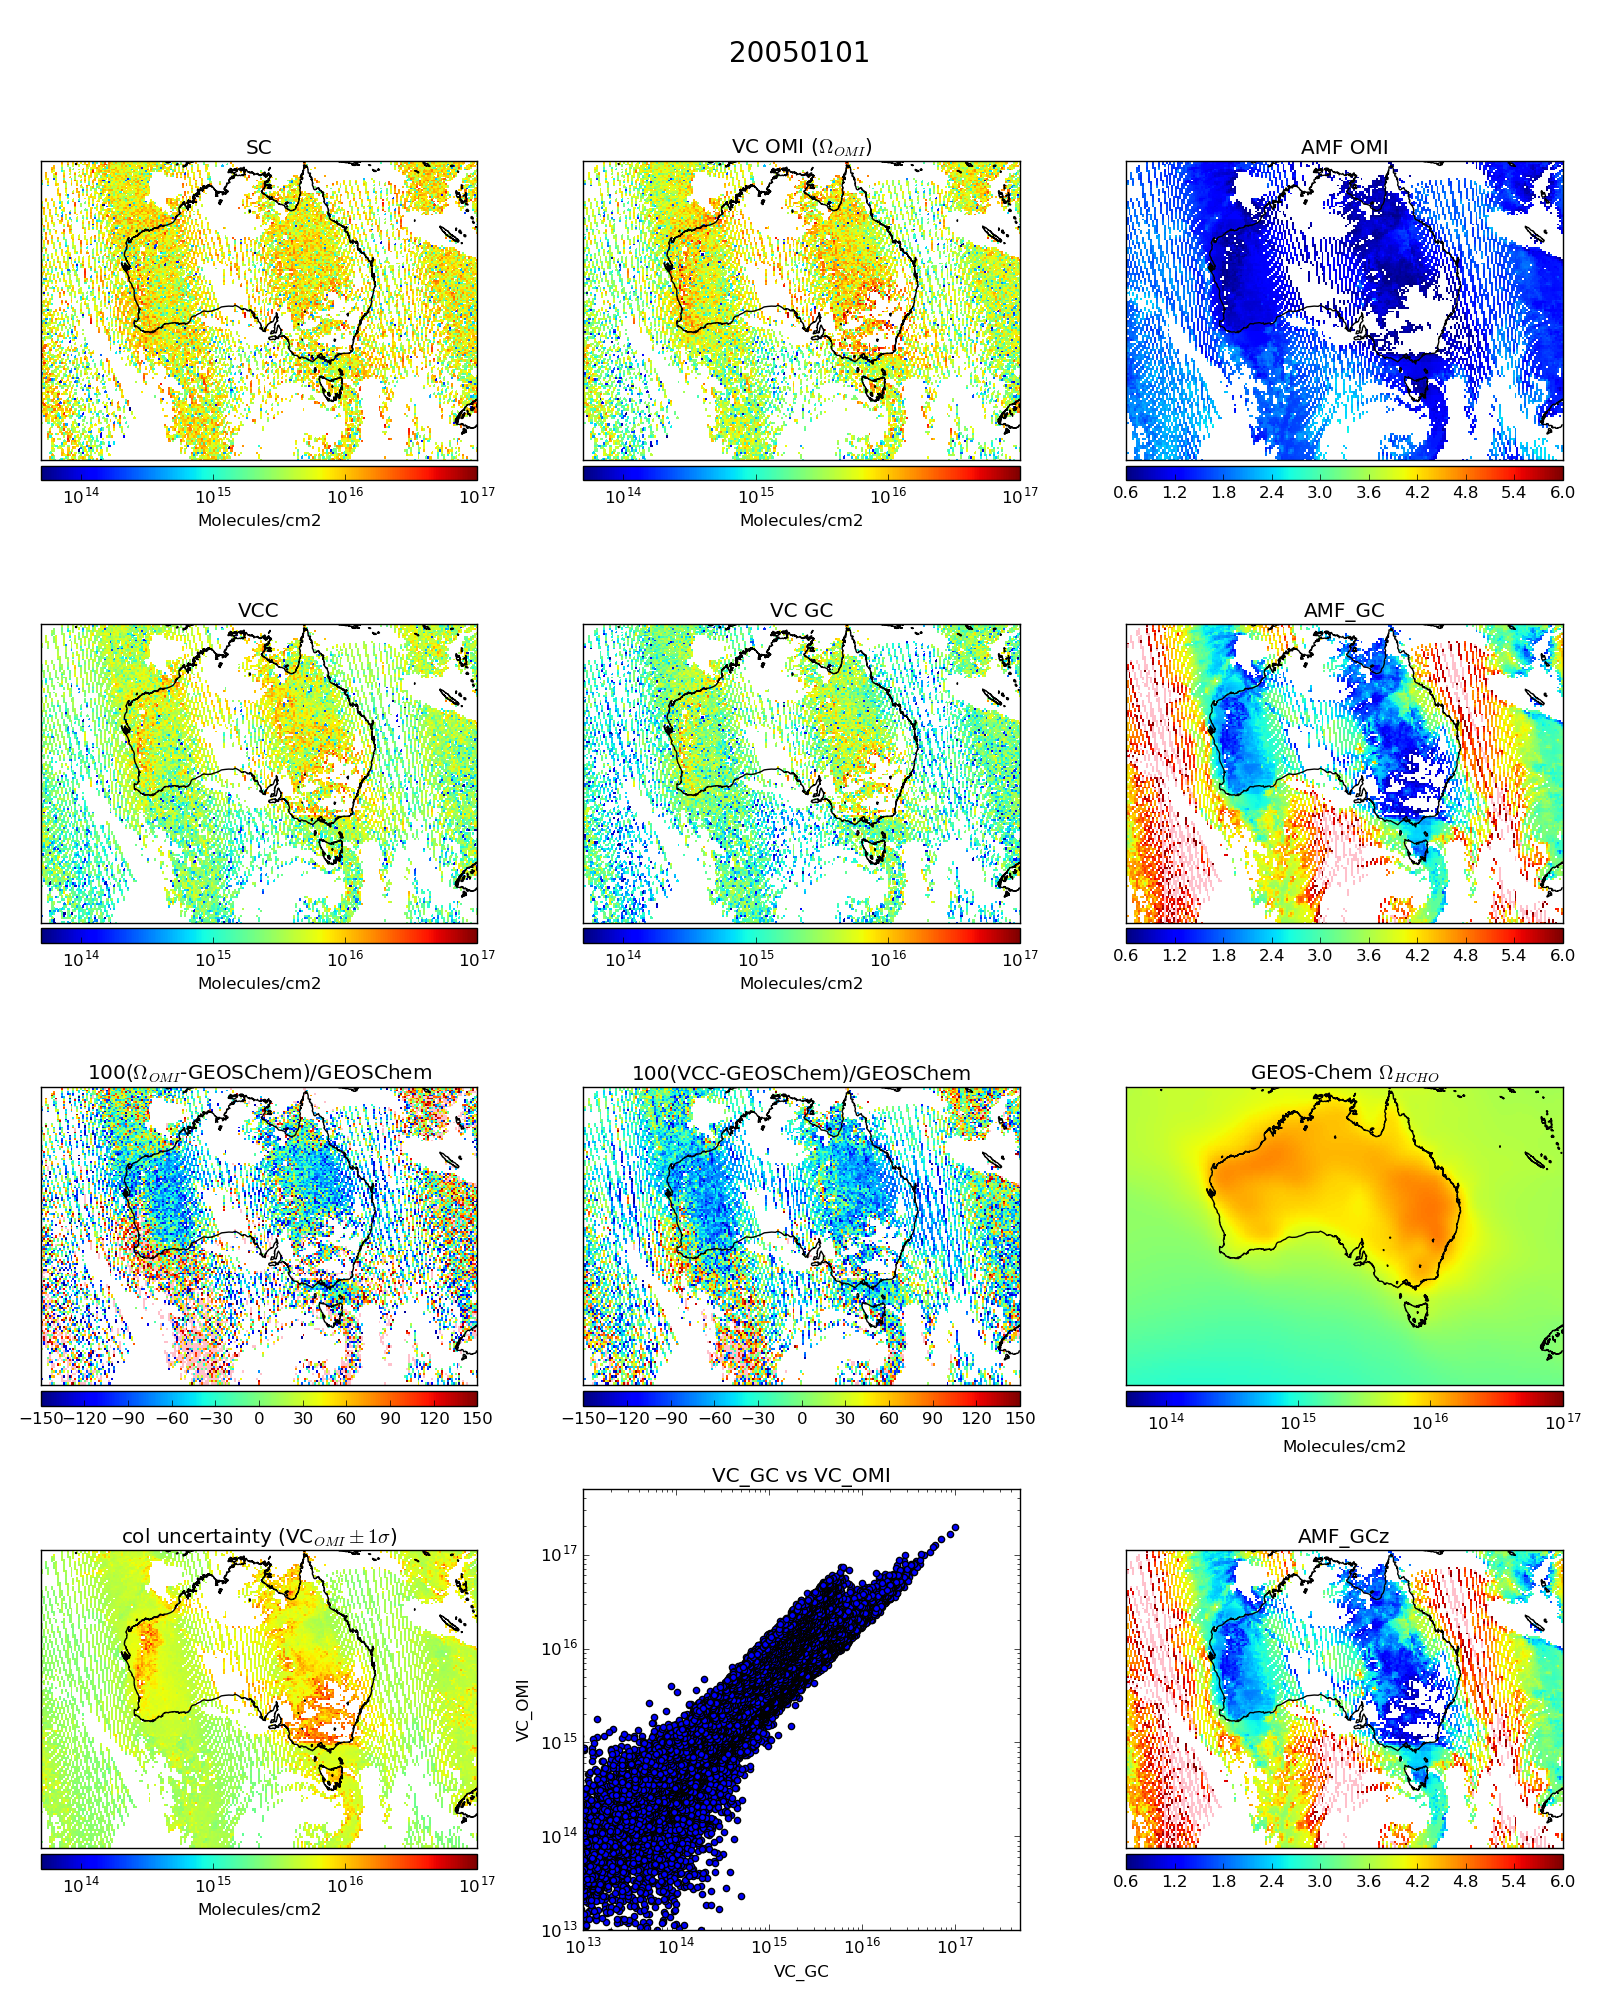 20050101
SC
VC OMI (Ω_OMI)
AMF OMI
10^14 10^15 10^16 10^17
Molecules/cm2
10^14 10^15 10^16 10^17
Molecules/cm2
0.6 1.2 1.8 2.4 3.0 3.6 4.2 4.8 5.4 6.0
VCC
VC GC
AMF_GC
10^14 10^15 10^16 10^17
Molecules/cm2
10^14 10^15 10^16 10^17
Molecules/cm2
0.6 1.2 1.8 2.4 3.0 3.6 4.2 4.8 5.4 6.0
100(Ω_OMI-GEOSChem)/GEOSChem
100(VCC-GEOSChem)/GEOSChem
GEOS-Chem Ω_HCHO
−150 −120 −90 −60 −30 0 30 60 90 120 150
−150 −120 −90 −60 −30 0 30 60 90 120 150
10^14 10^15 10^16 10^17
Molecules/cm2
col uncertainty (VC_OMI ± 1σ)
VC_GC vs VC_OMI
AMF_GCz
10^14 10^15 10^16 10^17
Molecules/cm2
10^17
10^16
10^15
10^14
10^13
VC_OMI
10^13 10^14 10^15 10^16 10^17
VC_GC
0.6 1.2 1.8 2.4 3.0 3.6 4.2 4.8 5.4 6.0